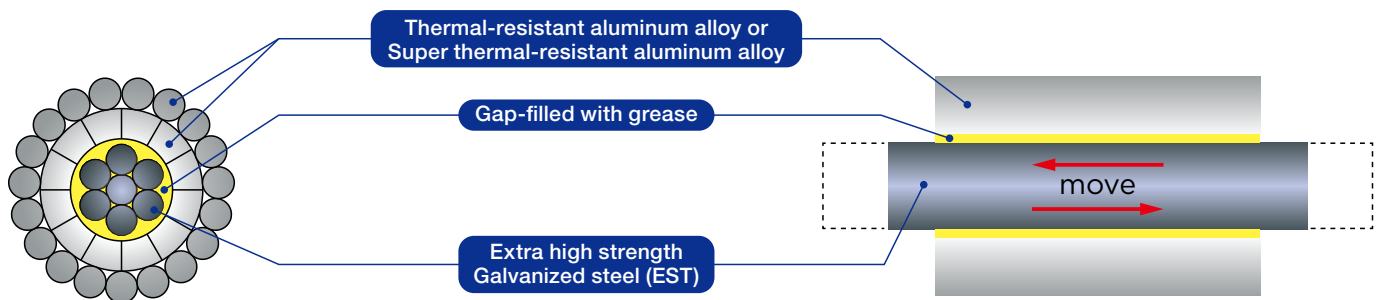 Thermal-resistant aluminum alloy or
Super thermal-resistant aluminum alloy
Gap-filled with grease
move
Extra high strength
Galvanized steel (EST)